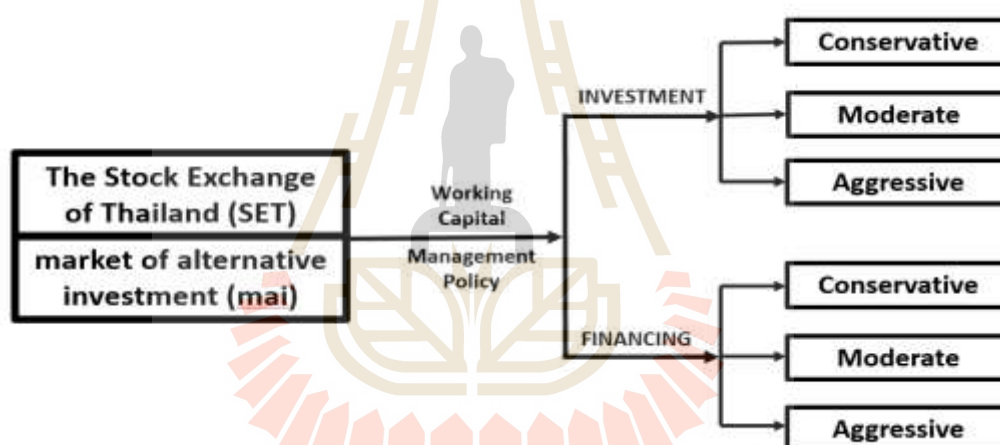 The Stock Exchange
of Thailand (SET)
market of alternative
investment (mai)
Working
Capital
Management
Policy
INVESTMENT
Conservative
Moderate
Aggressive
FINANCING
Conservative
Moderate
Aggressive